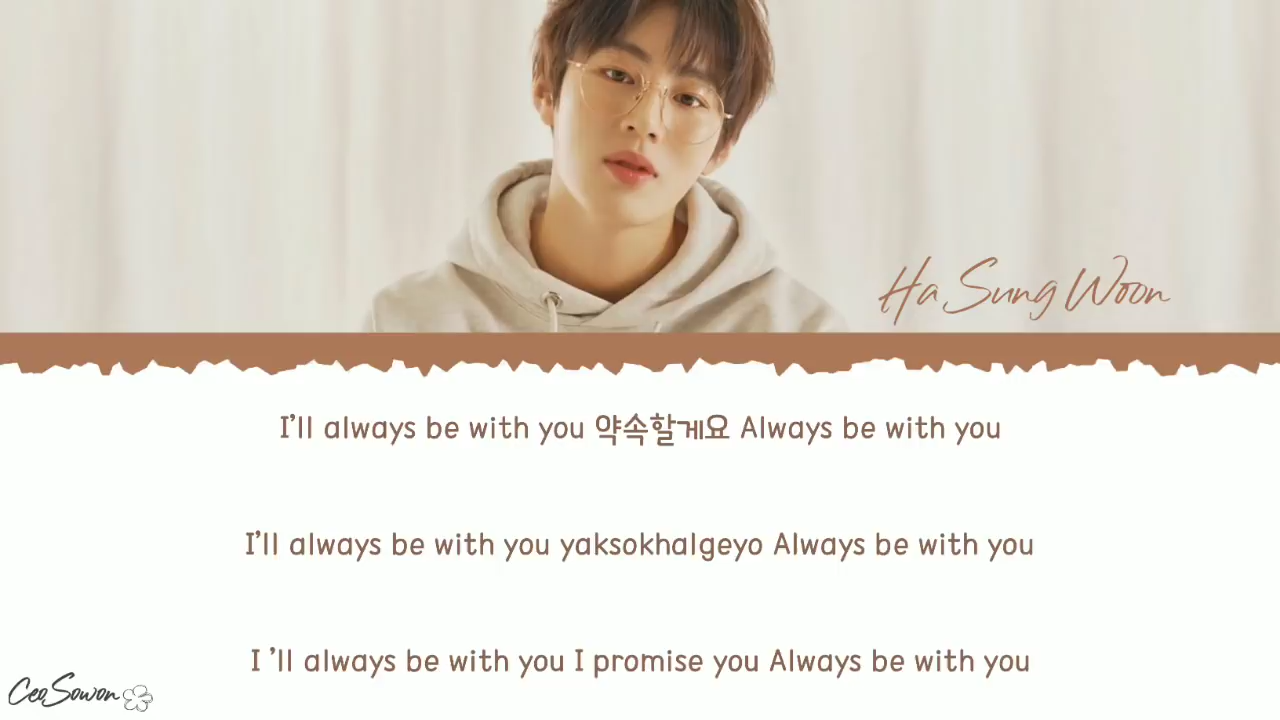 Ha Sung Woon
I'll always be with you 약속할게요 Always be with you
I'll always be with you yaksokhalgeyo Always be with you
I 'll always be with you I promise you Always be with you
CeoSowon